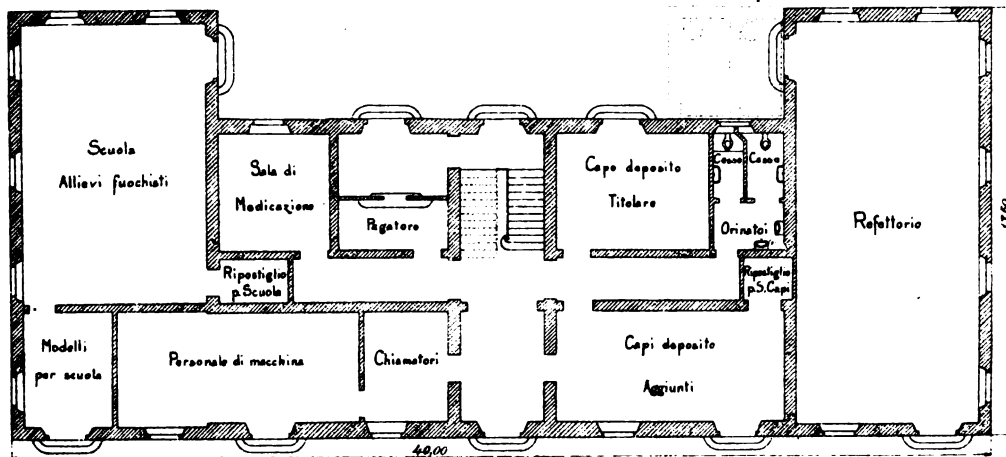 Scuola
Allievi fuochisti
Sala di
Medicazione
Pagatore
Capo deposito
Titolare
Cesso Cesso
Orinatoi
Refettorio
Ripostiglio
p. Scuola
Ripostiglio
p.S.Capi
Modelli
per scuola
Personale di macchina
Chiamatori
Capi deposito
Aggiunti
40,00